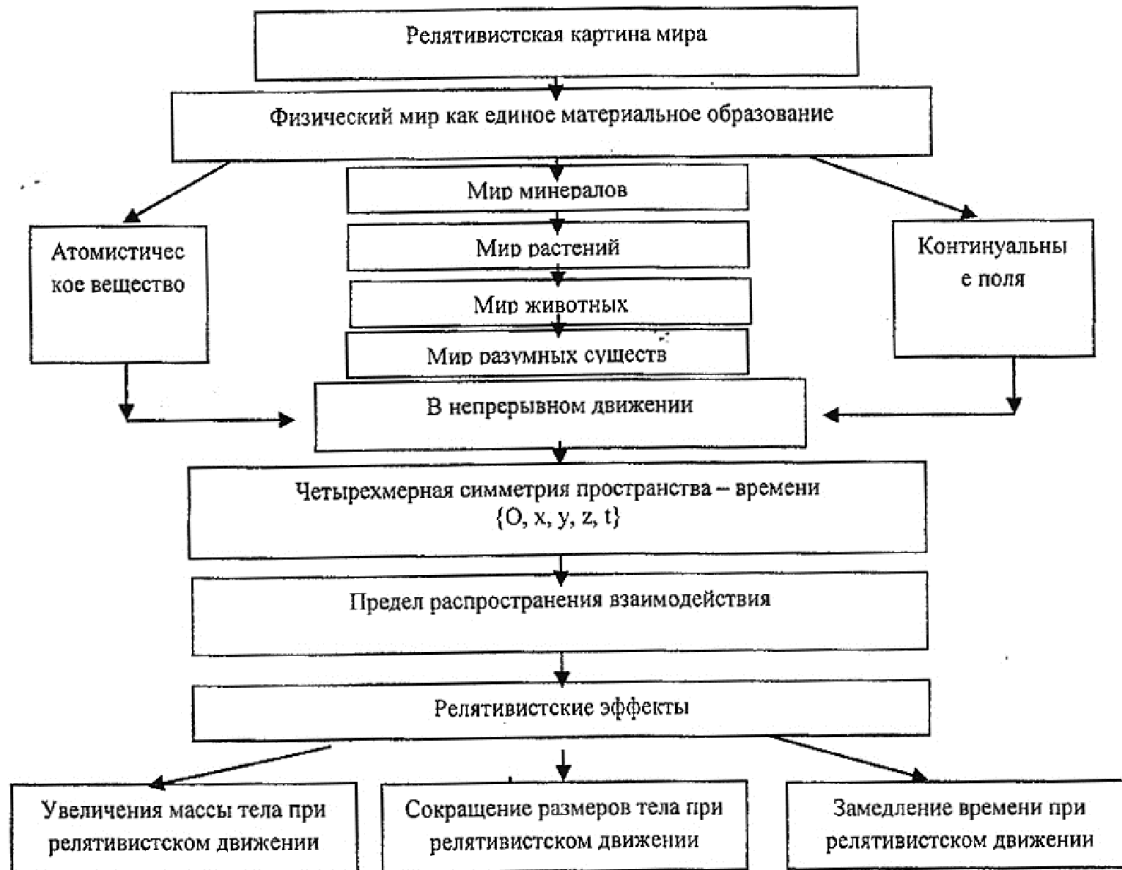 Релятивистская картина мира
Физический мир как единое материальное образование
Мир минералов
Атомистичес
кое вещество
Мир растений
Континуальны
е поля
Мир животных
Мир разумных существ
В непрерывном движении
Четырехмерная симметрия пространства – времени
{O, x, y, z, t}
Предел распространения взаимодействия
Релятивистские эффекты
Увеличения массы тела при
релятивистском движении
Сокращение размеров тела при
релятивистском движении
Замедление времени при
релятивистском движении